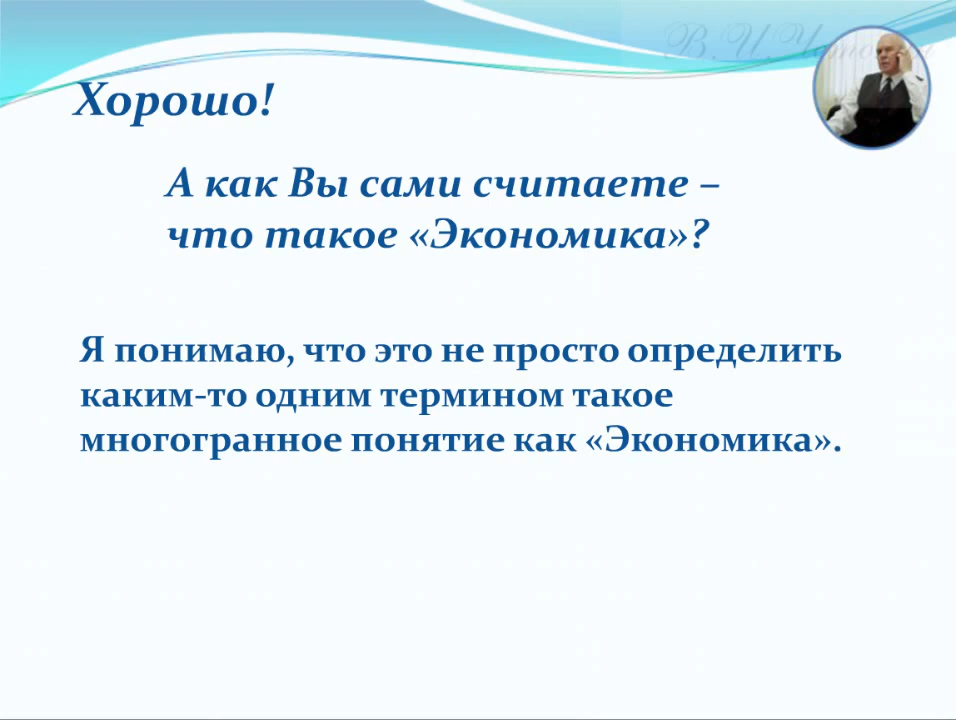 Хорошо!
А как Вы сами считаете –
что такое «Экономика»?
Я понимаю, что это не просто определить
каким-то одним термином такое
многогранное понятие как «Экономика».